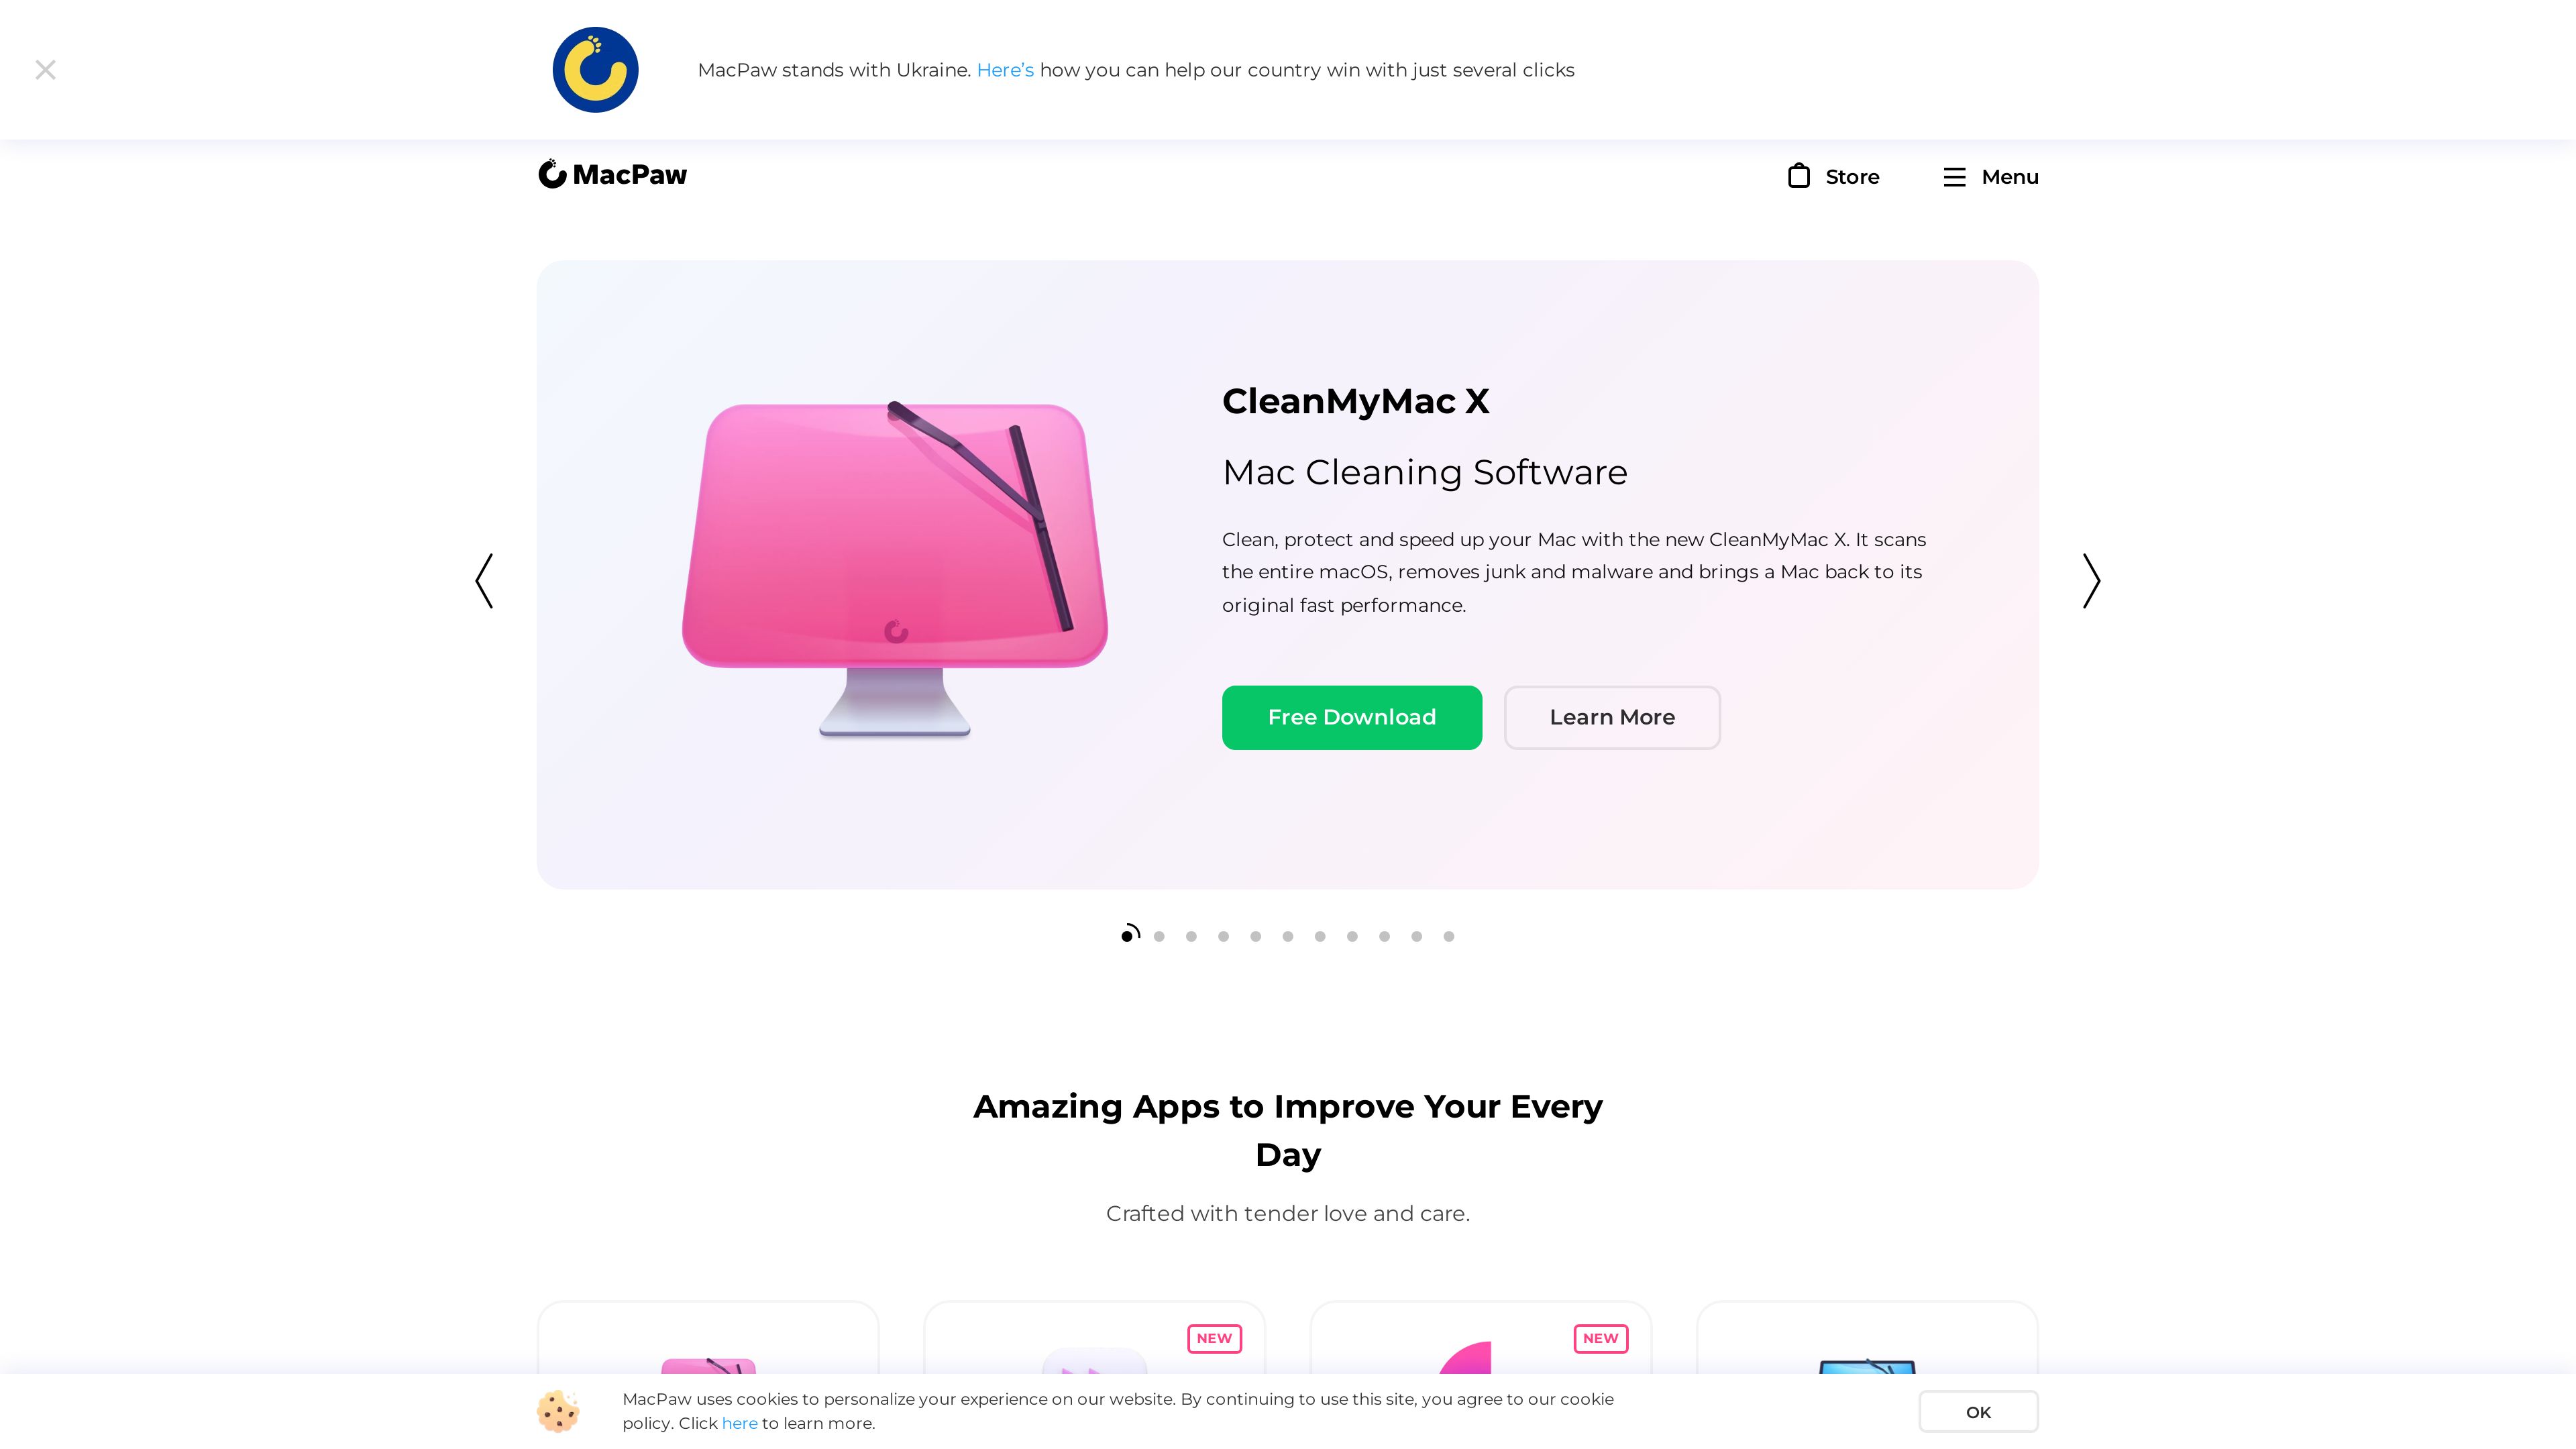 MacPaw stands with Ukraine. Here’s how you can help our country win with just several clicks
MacPaw
Store
Menu
CleanMyMac X
Mac Cleaning Software
Clean, protect and speed up your Mac with the new CleanMyMac X. It scans
the entire macOS, removes junk and malware and brings a Mac back to its
original fast performance.
Free Download
Learn More
Amazing Apps to Improve Your Every
Day
Crafted with tender love and care.
NEW
NEW
MacPaw uses cookies to personalize your experience on our website. By continuing to use this site, you agree to our cookie
policy. Click here to learn more.
OK